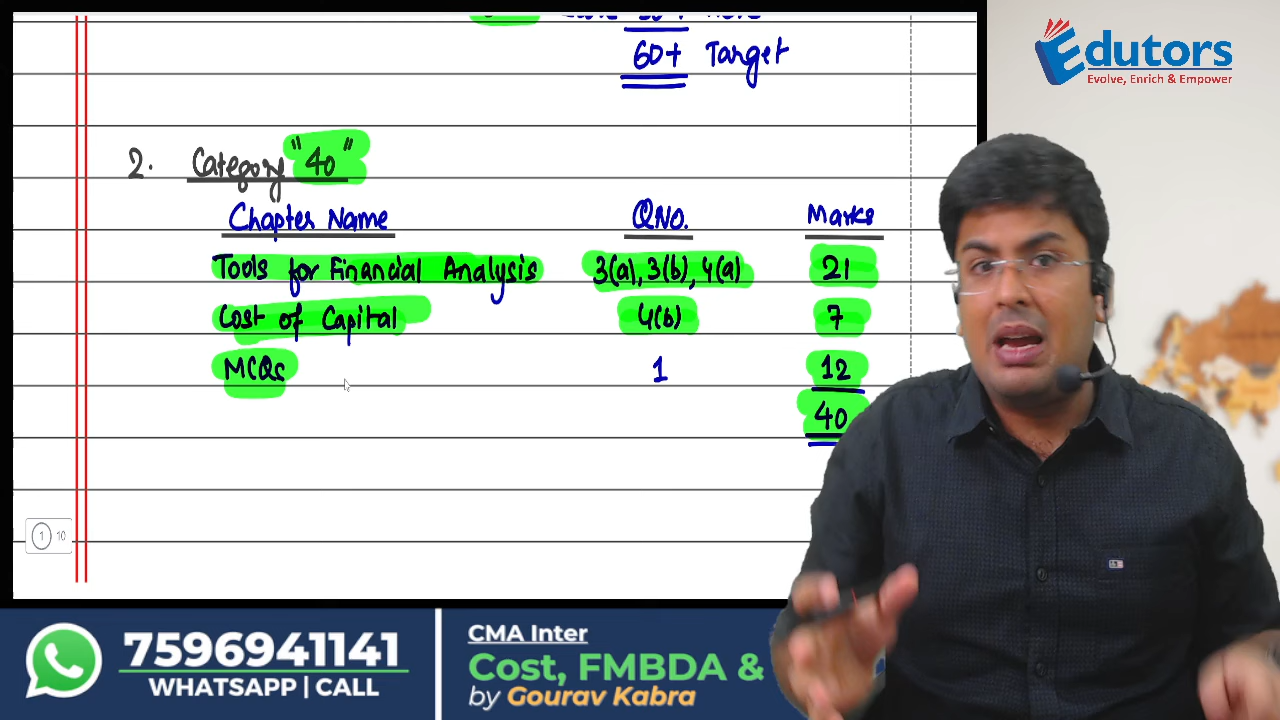 60+ Target
Edutors
Evolve, Enrich & Empower
2. Category "40"
Chapter Name QNO. Marks
Tools for Financial Analysis 3(a), 3(b), 4(a) 21
Cost of Capital 4(b) 7
MCQs 1 12
40
1 10
7596941141
WHATSAPP | CALL
CMA Inter
Cost, FMBDA &
by Gourav Kabra